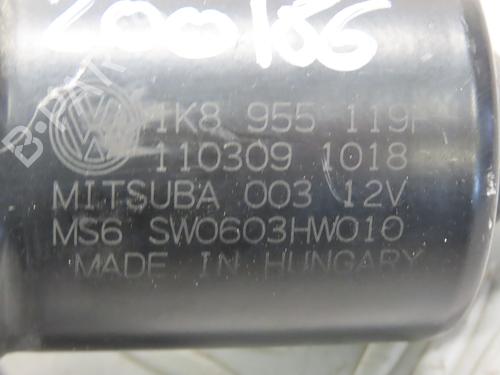 200186
1K8 955 119
110309 1018
MITSUBA 003 12V
MS6 SW0603HW010
MADE IN HUNGARY